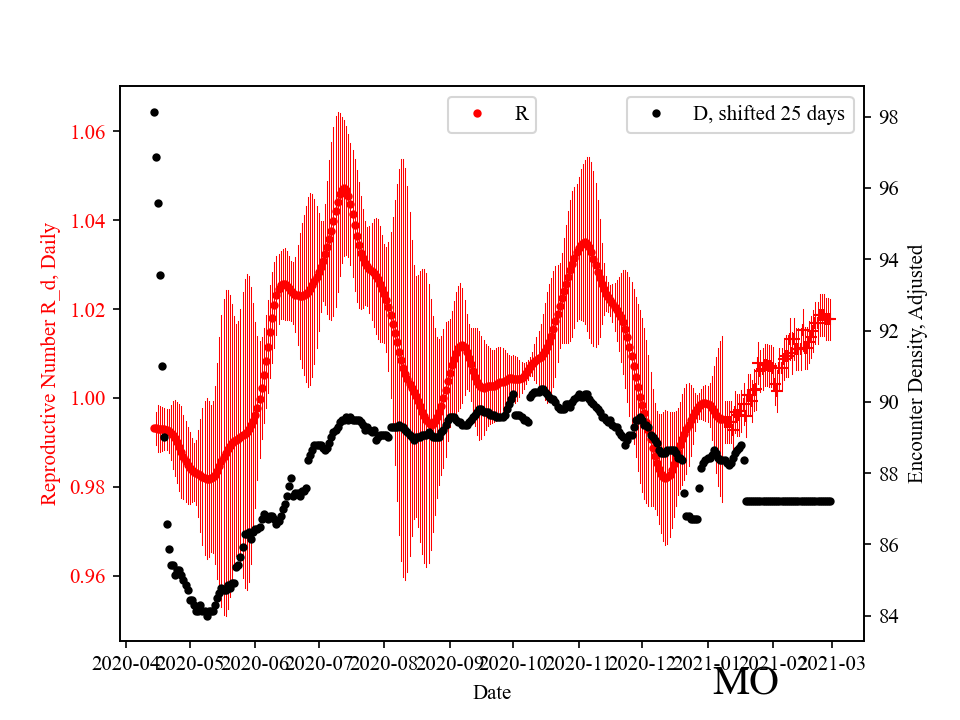 R
D, shifted 25 days
1.06
1.04
1.02
1.00
0.98
0.96
Reproductive Number R_d, Daily
98
96
94
92
90
88
86
84
Encounter Density, Adjusted
2020-04 2020-05 2020-06 2020-07 2020-08 2020-09 2020-10 2020-11 2020-12 2021-01 2021-02 2021-03
Date
MO